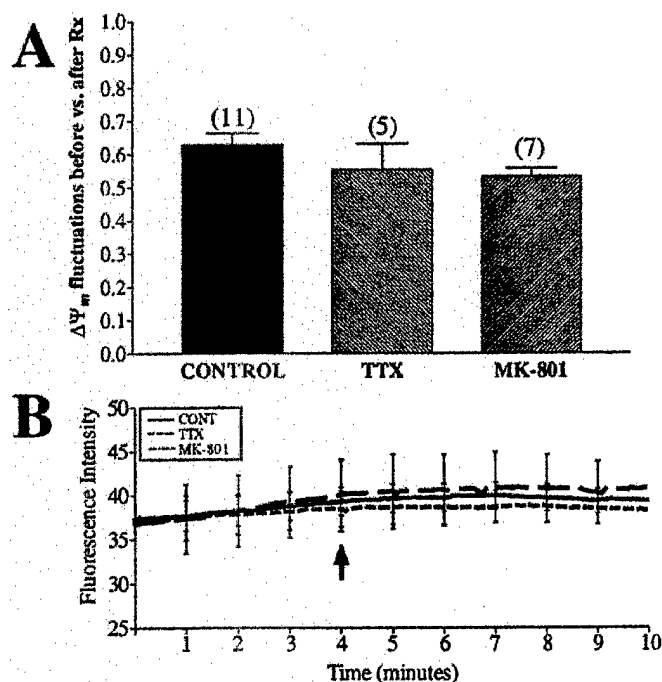 A
ΔΨm fluctuations before vs. after Rx
1.0
0.9
0.8
0.7
0.6
0.5
0.4
0.3
0.2
0.1
0.0
(11)
(5)
(7)
CONTROL TTX MK-801
B
Fluorescence Intensity
50
45
40
35
30
25
CONT
TTX
MK-801
1 2 3 4 5 6 7 8 9 10
Time (minutes)